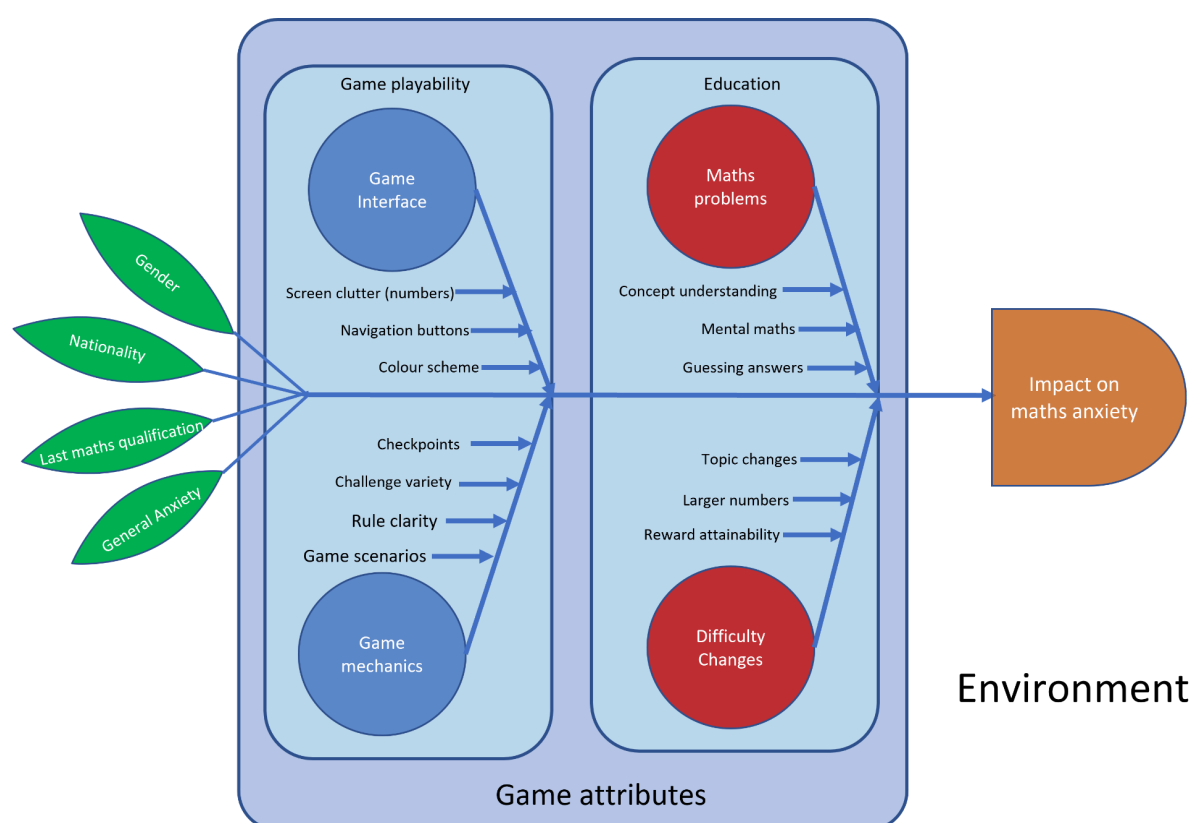 Game playability
Game
Interface
Screen clutter (numbers)
Navigation buttons
Colour scheme
Checkpoints
Challenge variety
Rule clarity
Game scenarios
Game
mechanics
Education
Maths
problems
Concept understanding
Mental maths
Guessing answers
Topic changes
Larger numbers
Reward attainability
Difficulty
Changes
Gender
Nationality
Last maths qualification
General Anxiety
Impact on
maths anxiety
Environment
Game attributes